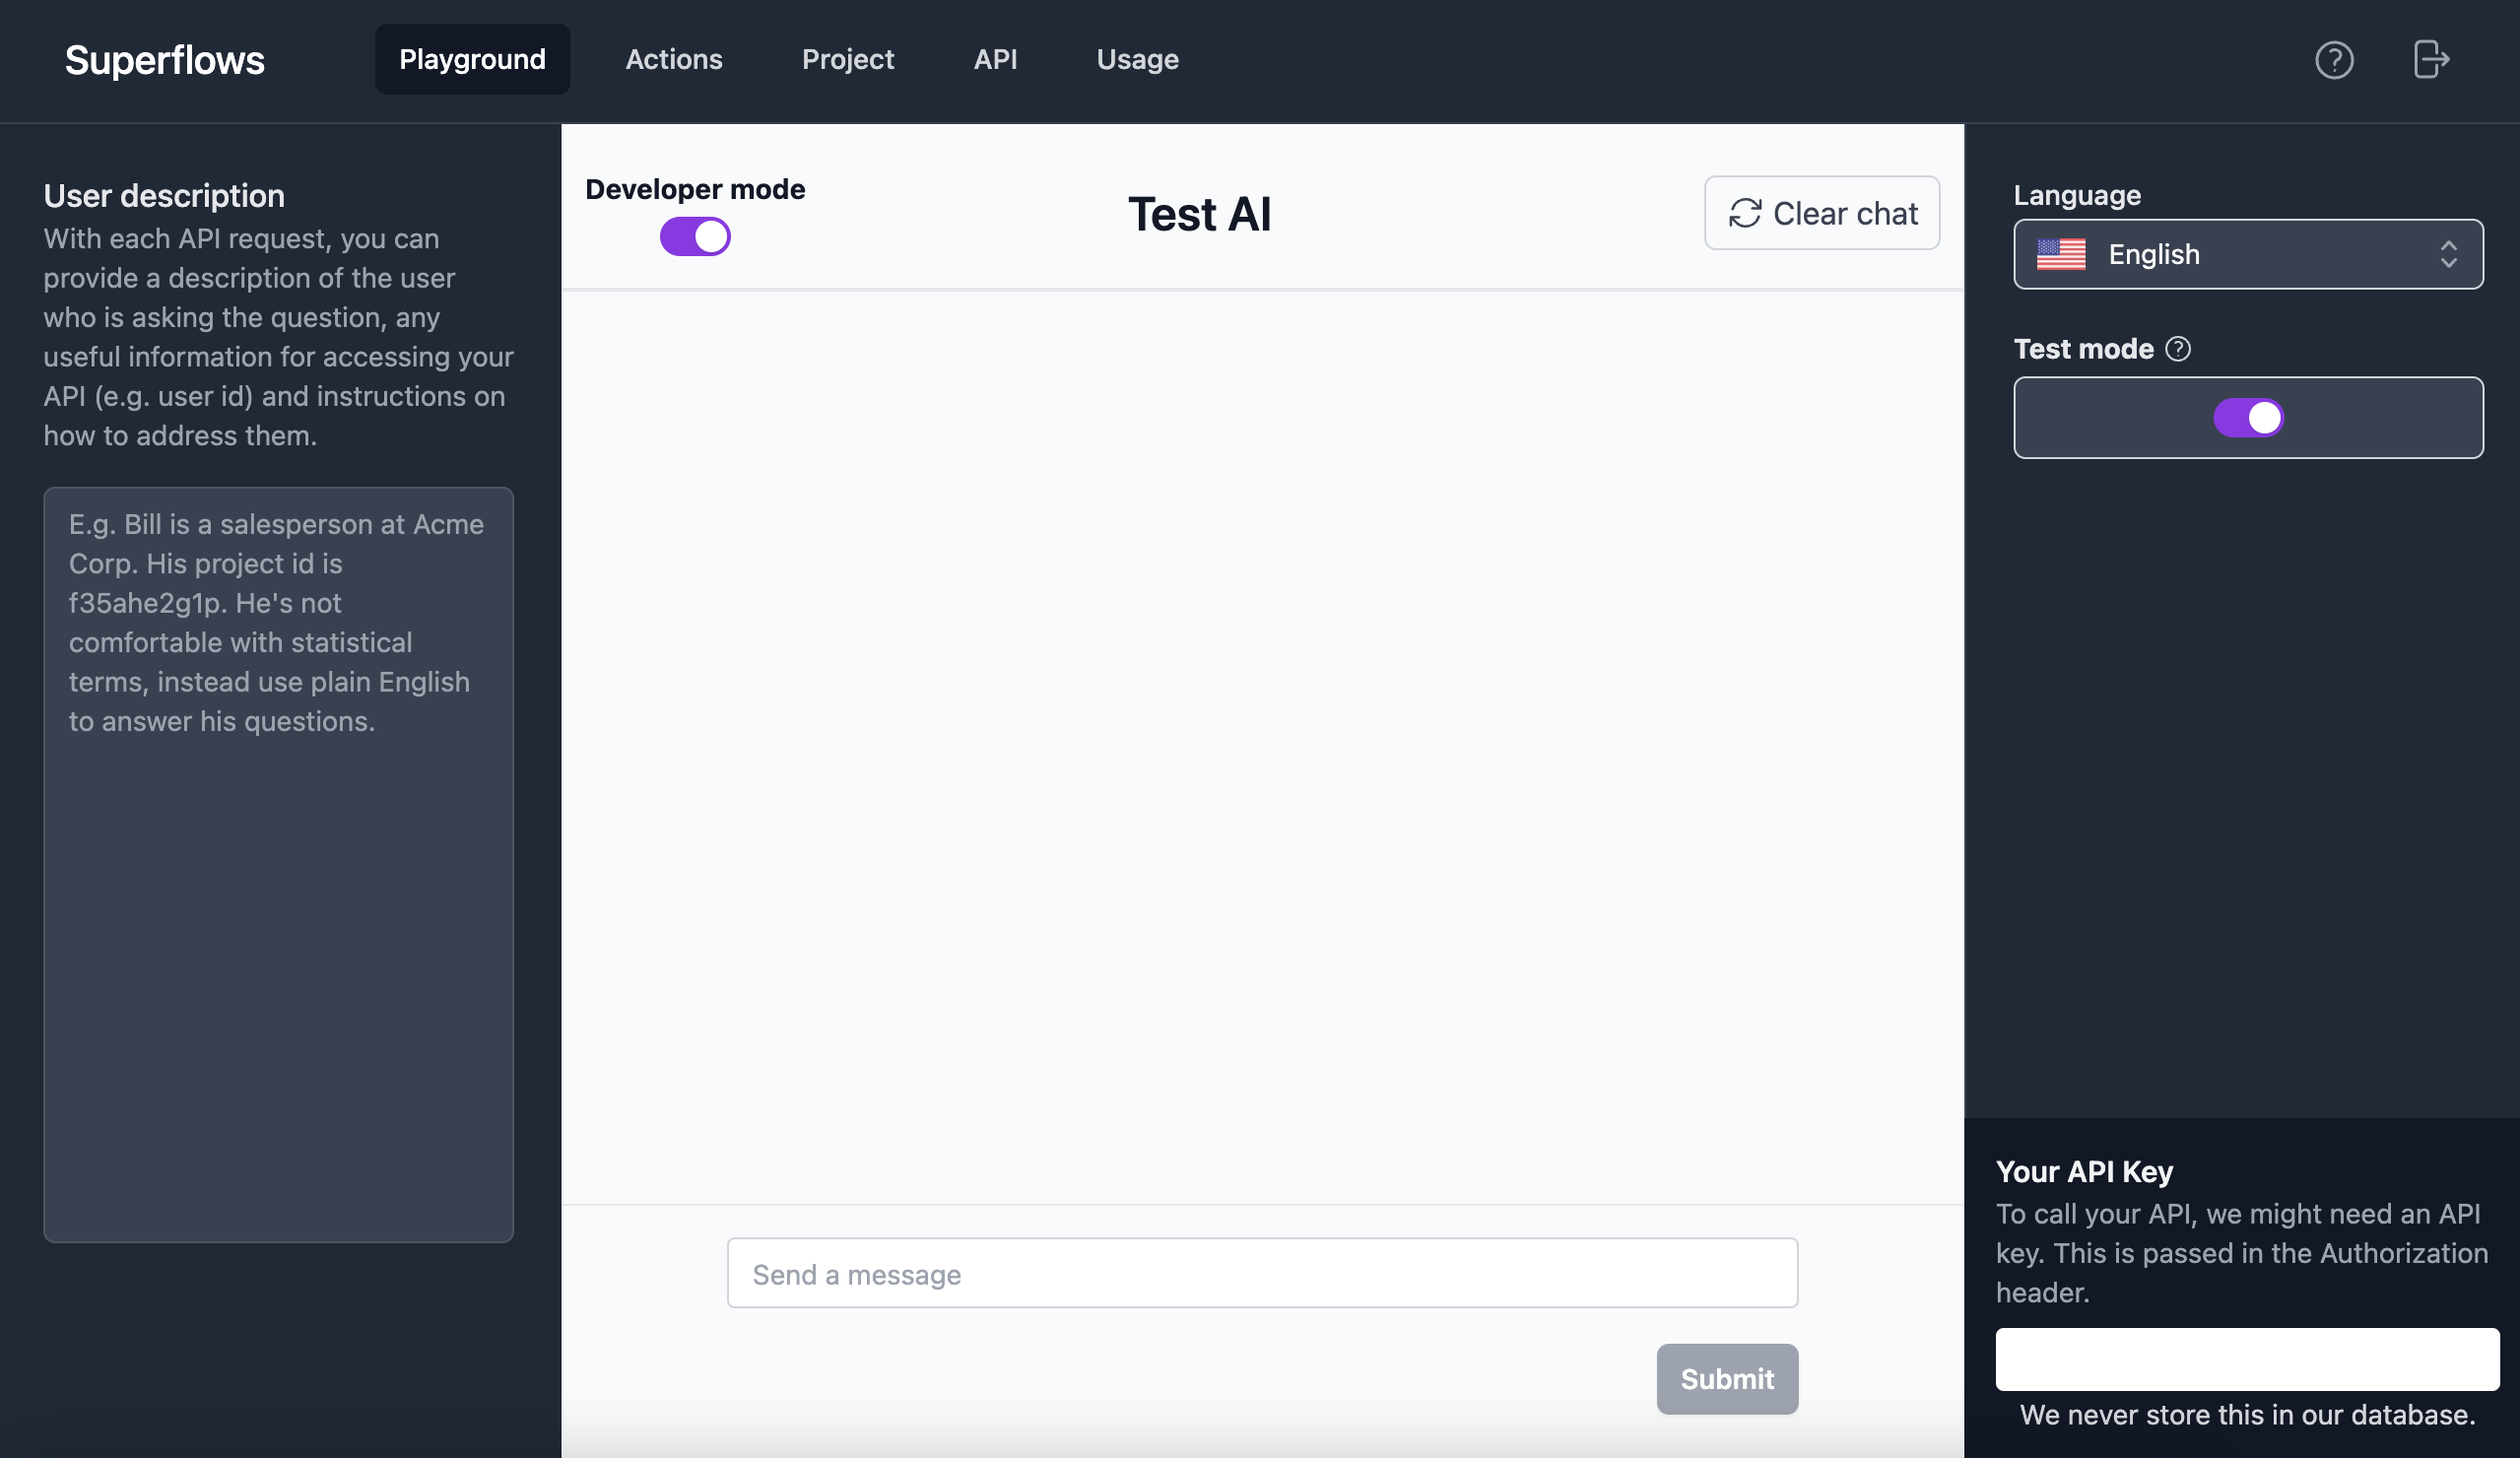 Superflows
Playground
Actions
Project
API
Usage
User description
With each API request, you can
provide a description of the user
who is asking the question, any
useful information for accessing your
API (e.g. user id) and instructions on
how to address them.
E.g. Bill is a salesperson at Acme
Corp. His project id is
f35ahe2g1p. He's not
comfortable with statistical
terms, instead use plain English
to answer his questions.
Developer mode
Test AI
Clear chat
Send a message
Submit
Language
English
Test mode
Your API Key
To call your API, we might need an API
key. This is passed in the Authorization
header.
We never store this in our database.